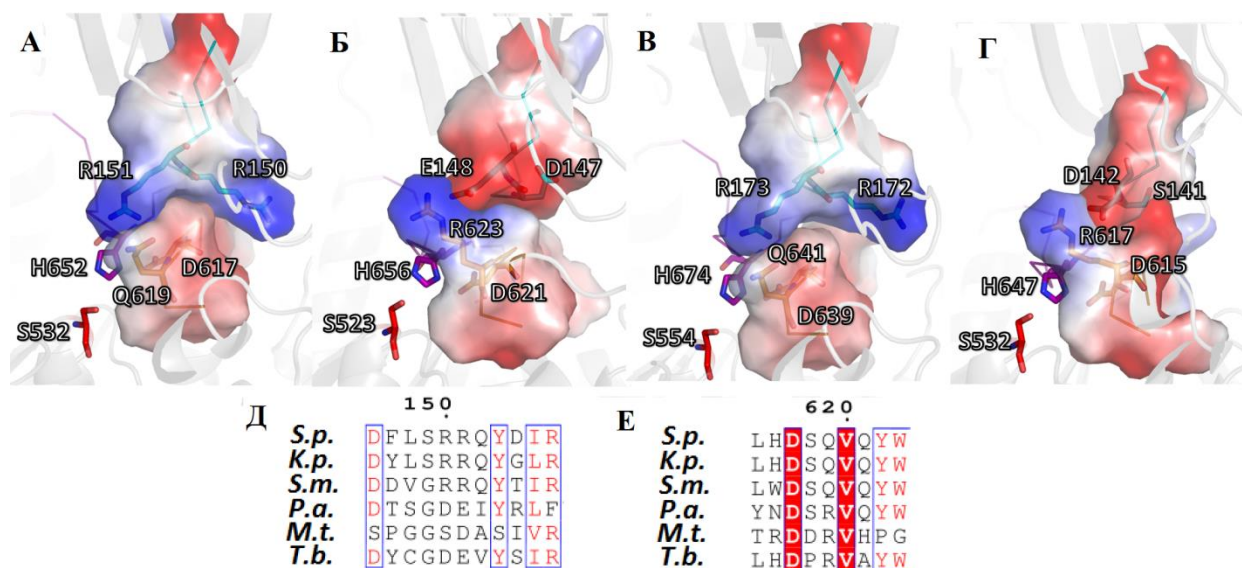 А
R151
R150
H652
D617
Q619
S532
Б
E148
D147
R623
H656
D621
S523
В
R173
R172
Q641
H674
D639
S554
Г
D142
S141
R617
D615
H647
S532
Д
150
S.p. DFLSRRQYDIR
K.p. DYLSRRQYGLR
S.m. DDVGRRQYTIR
P.a. DTSGDEIYRLF
M.t. SPGGSDASIVR
T.b. DYCGDEVYSIR
Е
620
S.p. LHDSQVQYW
K.p. LHDSQVQYW
S.m. LWDSQVQYW
P.a. YNDSRVQYW
M.t. TRDDRVHPG
T.b. LHDPRVAYW